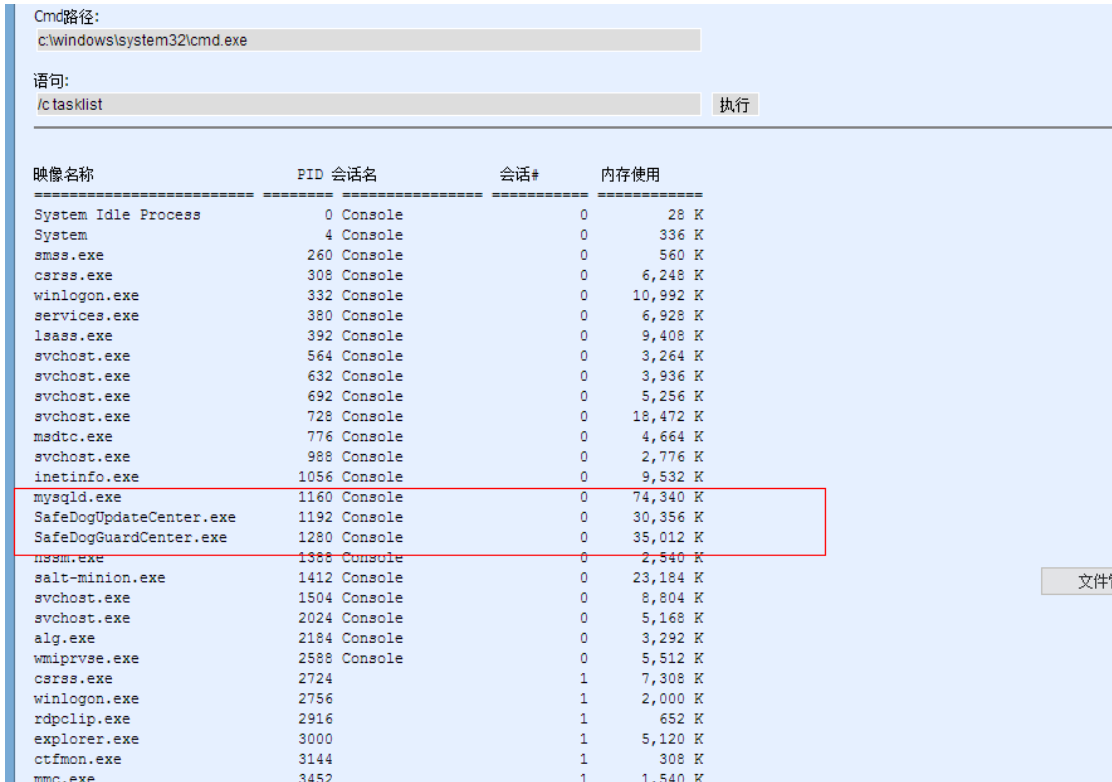 Cmd路径:
c:\windows\system32\cmd.exe
语句:
/c tasklist 执行
映像名称 PID 会话名 会话# 内存使用
========================= ======== ================ =========== ============
System Idle Process 0 Console 0 28 K
System 4 Console 0 336 K
smss.exe 260 Console 0 560 K
csrss.exe 308 Console 0 6,248 K
winlogon.exe 332 Console 0 10,992 K
services.exe 380 Console 0 6,928 K
lsass.exe 392 Console 0 9,408 K
svchost.exe 564 Console 0 3,264 K
svchost.exe 632 Console 0 3,936 K
svchost.exe 692 Console 0 5,256 K
svchost.exe 728 Console 0 18,472 K
msdtc.exe 776 Console 0 4,664 K
svchost.exe 988 Console 0 2,776 K
inetinfo.exe 1056 Console 0 9,532 K
mysqld.exe 1160 Console 0 74,340 K
SafeDogUpdateCenter.exe 1192 Console 0 30,356 K
SafeDogGuardCenter.exe 1280 Console 0 35,012 K
nssm.exe 1388 Console 0 2,540 K
salt-minion.exe 1412 Console 0 23,184 K
文件
svchost.exe 1504 Console 0 8,804 K
svchost.exe 2024 Console 0 5,168 K
alg.exe 2184 Console 0 3,292 K
wmiprvse.exe 2588 Console 0 5,512 K
csrss.exe 2724 1 7,308 K
winlogon.exe 2756 1 2,000 K
rdpclip.exe 2916 1 652 K
explorer.exe 3000 1 5,120 K
ctfmon.exe 3144 1 308 K
mmc.exe 3452 1 1,540 K